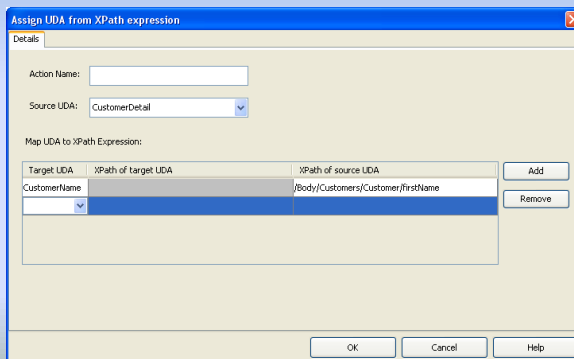 Assign UDA from XPath expression
Details
Action Name:
Source UDA: CustomerDetail
Map UDA to XPath Expression:
Target UDA XPath of target UDA XPath of source UDA Add
CustomerName /Body/Customers/Customer/firstName
Remove
OK Cancel Help